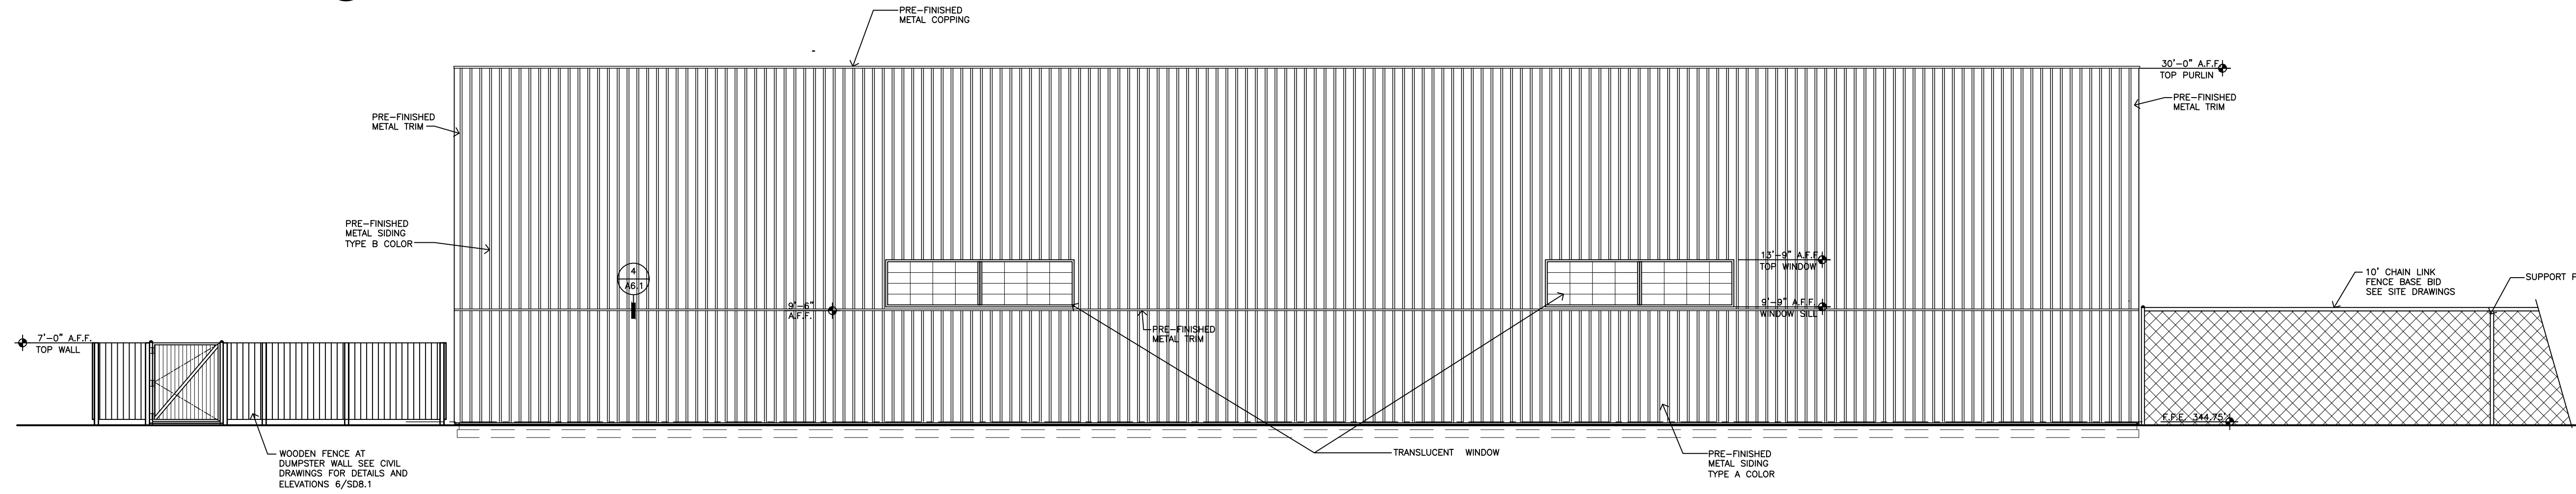 PRE-FINISHED
METAL COPPING
30'-0" A.F.F.
TOP PURLIN
PRE-FINISHED
METAL TRIM
PRE-FINISHED
METAL TRIM
PRE-FINISHED
METAL SIDING
TYPE B COLOR
4
A6.1
9'-6"
A.F.F.
13'-9" A.F.F.
TOP WINDOW
9'-9" A.F.F.
WINDOW SILL
10' CHAIN LINK
FENCE BASE BID
SEE SITE DRAWINGS
SUPPORT P
PRE-FINISHED
METAL TRIM
7'-0" A.F.F.
TOP WALL
F.F.E. 344.75'
WOODEN FENCE AT
DUMPSTER WALL SEE CIVIL
DRAWINGS FOR DETAILS AND
ELEVATIONS 6/SD8.1
TRANSLUCENT WINDOW
PRE-FINISHED
METAL SIDING
TYPE A COLOR